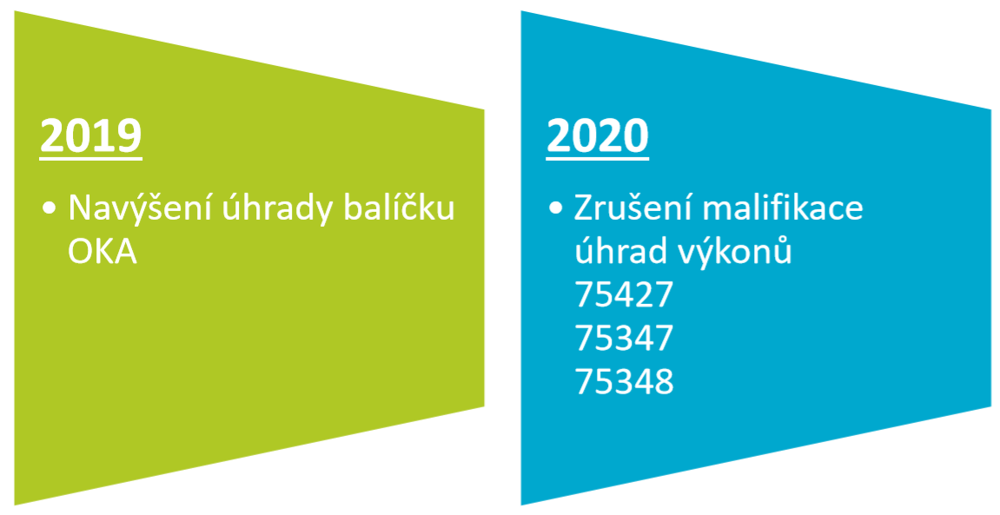 2019
• Navýšení úhrady balíčku
OKA
2020
• Zrušení malifikace
úhrad výkonů
75427
75347
75348